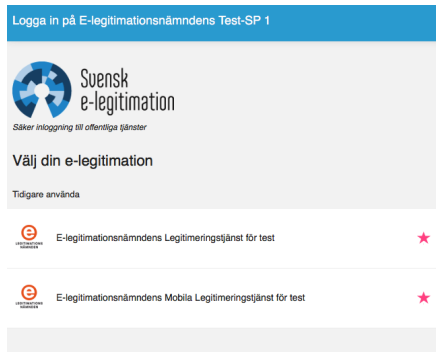 Logga in på E-legitimationsnämndens Test-SP 1
Svensk
e-legitimation
Säker inloggning till offentliga tjänster
Välj din e-legitimation
Tidigare använda
E-legitimationsnämndens Legitimeringstjänst för test
E-legitimationsnämndens Mobila Legitimeringstjänst för test